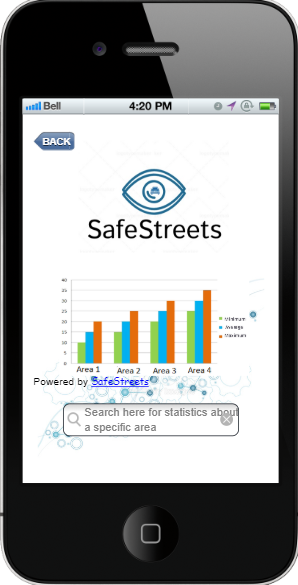 Bell 4:20 PM
BACK
SafeStreets
40
35
30
25
20
15
10
5
0
Area 1 Area 2 Area 3 Area 4
Minimum
Average
Maximum
Powered by SafeStreets
Search here for statistics about
a specific area